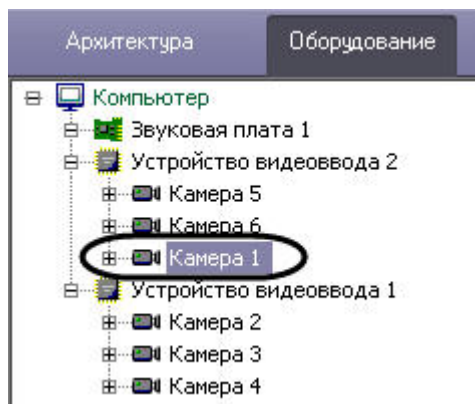 Архитектура Оборудование
Компьютер
Звуковая плата 1
Устройство видеоввода 2
Камера 5
Камера 6
Камера 1
Устройство видеоввода 1
Камера 2
Камера 3
Камера 4